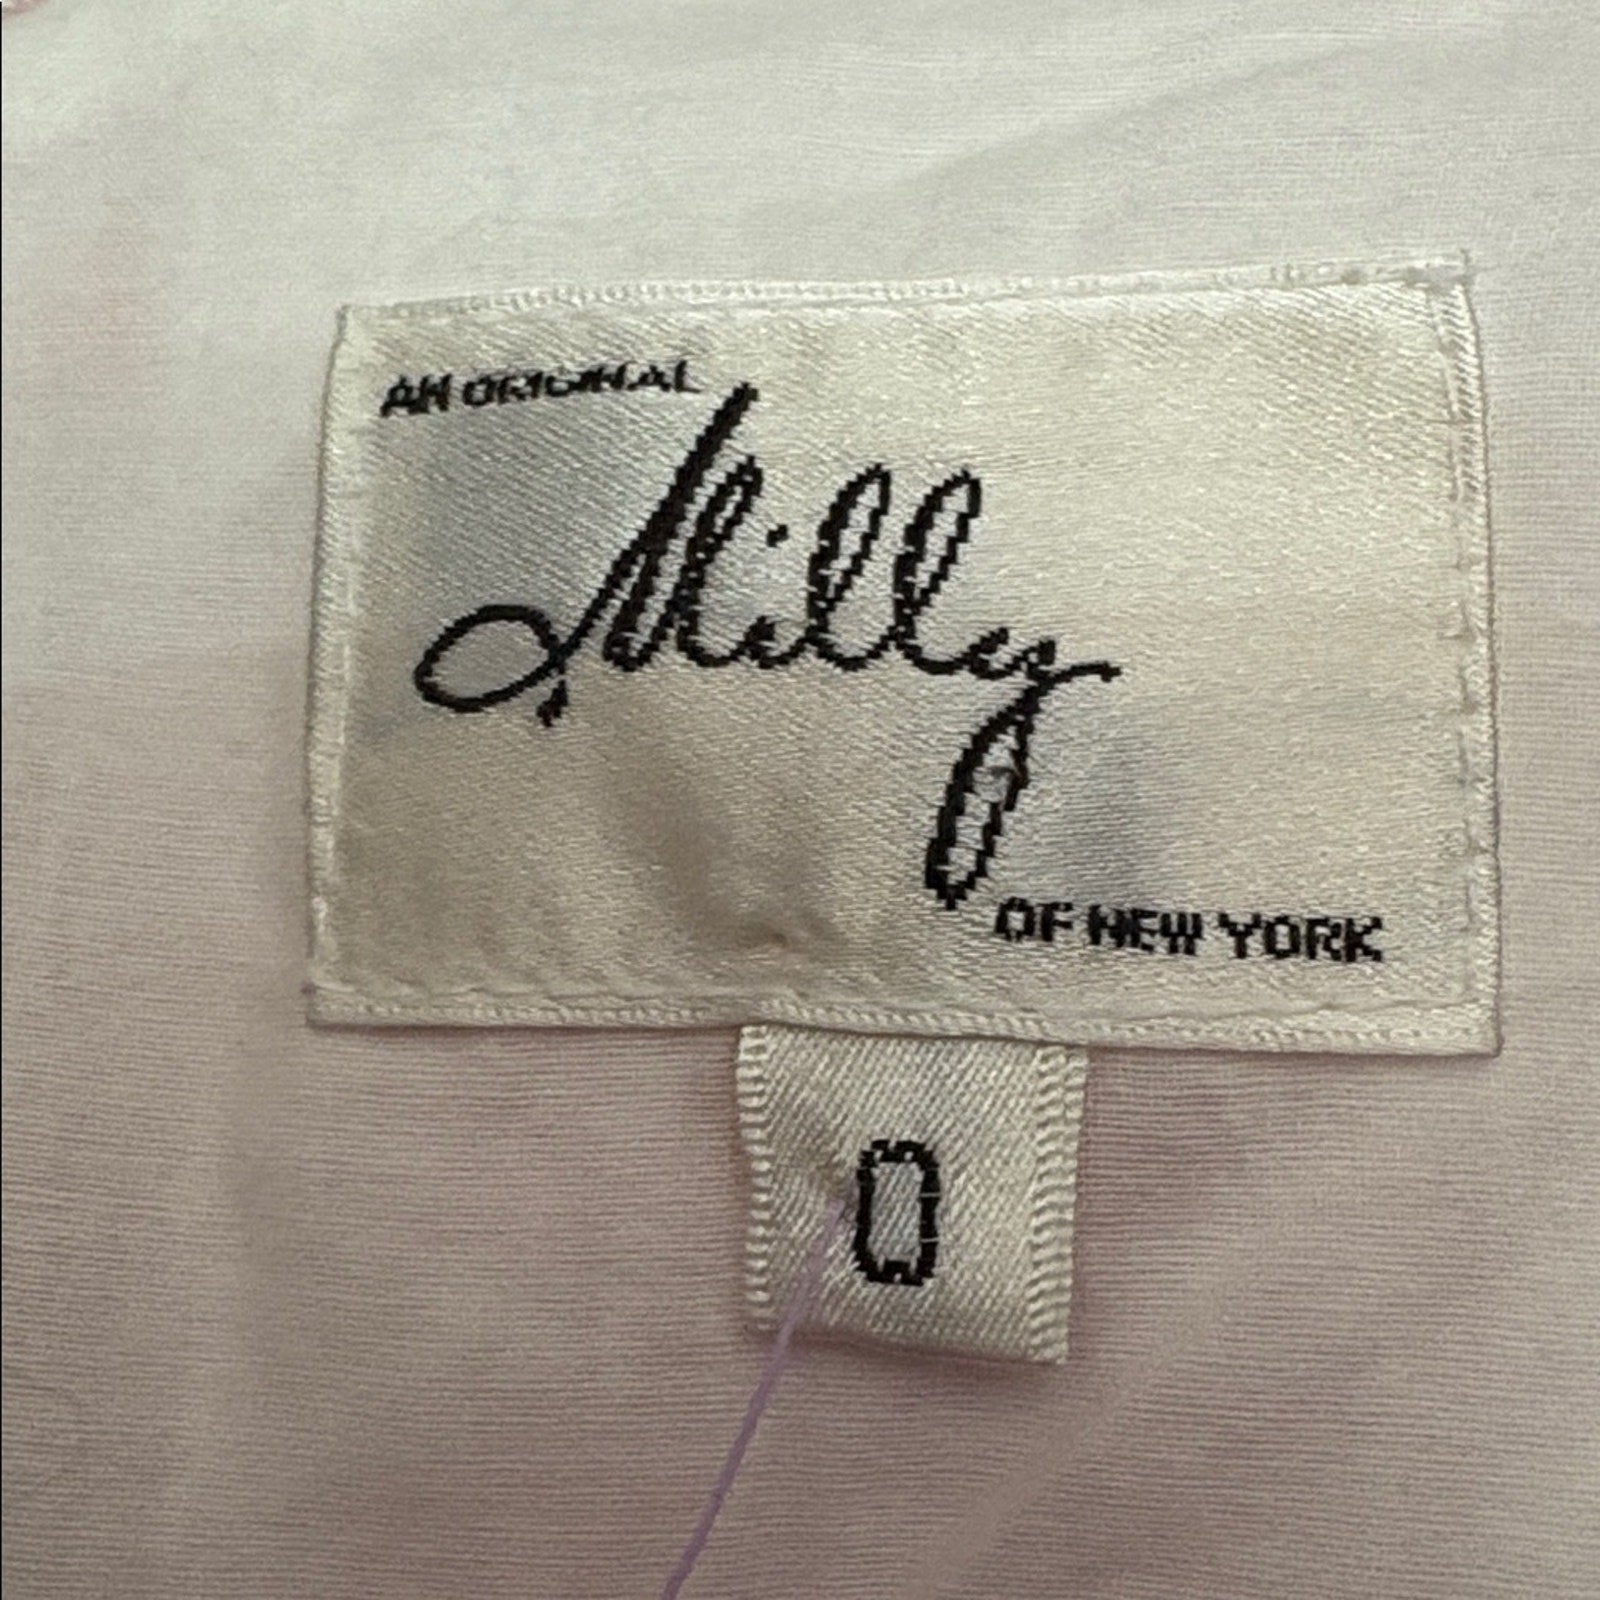 AN ORIGINAL
Milly
OF NEW YORK
0